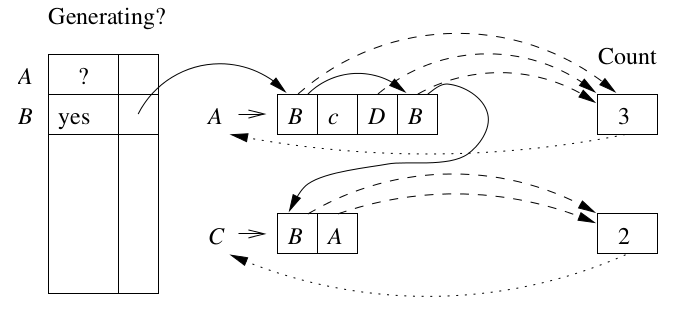 Generating?
Count
A ?
B yes
A B c D B 3
C B A 2